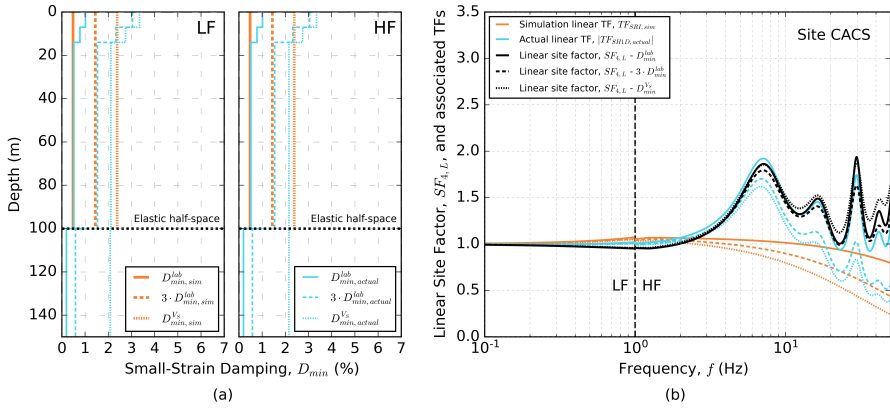 LF
HF
Depth (m)
0
20
40
60
80
100
120
140
Elastic half-space
Elastic half-space
D_{min,sim}^{lab}
3 · D_{min,sim}^{lab}
D_{min,sim}^{V_S}
D_{min,actual}^{lab}
3 · D_{min,actual}^{lab}
D_{min,actual}^{V_S}
0 1 2 3 4 5 6 7
0 1 2 3 4 5 6 7
Small-Strain Damping, D_{min} (%)
(a)
Simulation linear TF, TF_{SRI,sim}
Actual linear TF, |TF_{SH1D,actual}|
Linear site factor, SF_{4,L} - D_{min}^{lab}
Linear site factor, SF_{4,L} - 3 · D_{min}^{lab}
Linear site factor, SF_{4,L} - D_{min}^{V_S}
Site CACS
Linear Site Factor, SF_{4,L}, and associated TFs
3.5
3.0
2.5
2.0
1.5
1.0
0.5
0.0
LF HF
10^{-1} 10^{0} 10^{1}
Frequency, f (Hz)
(b)